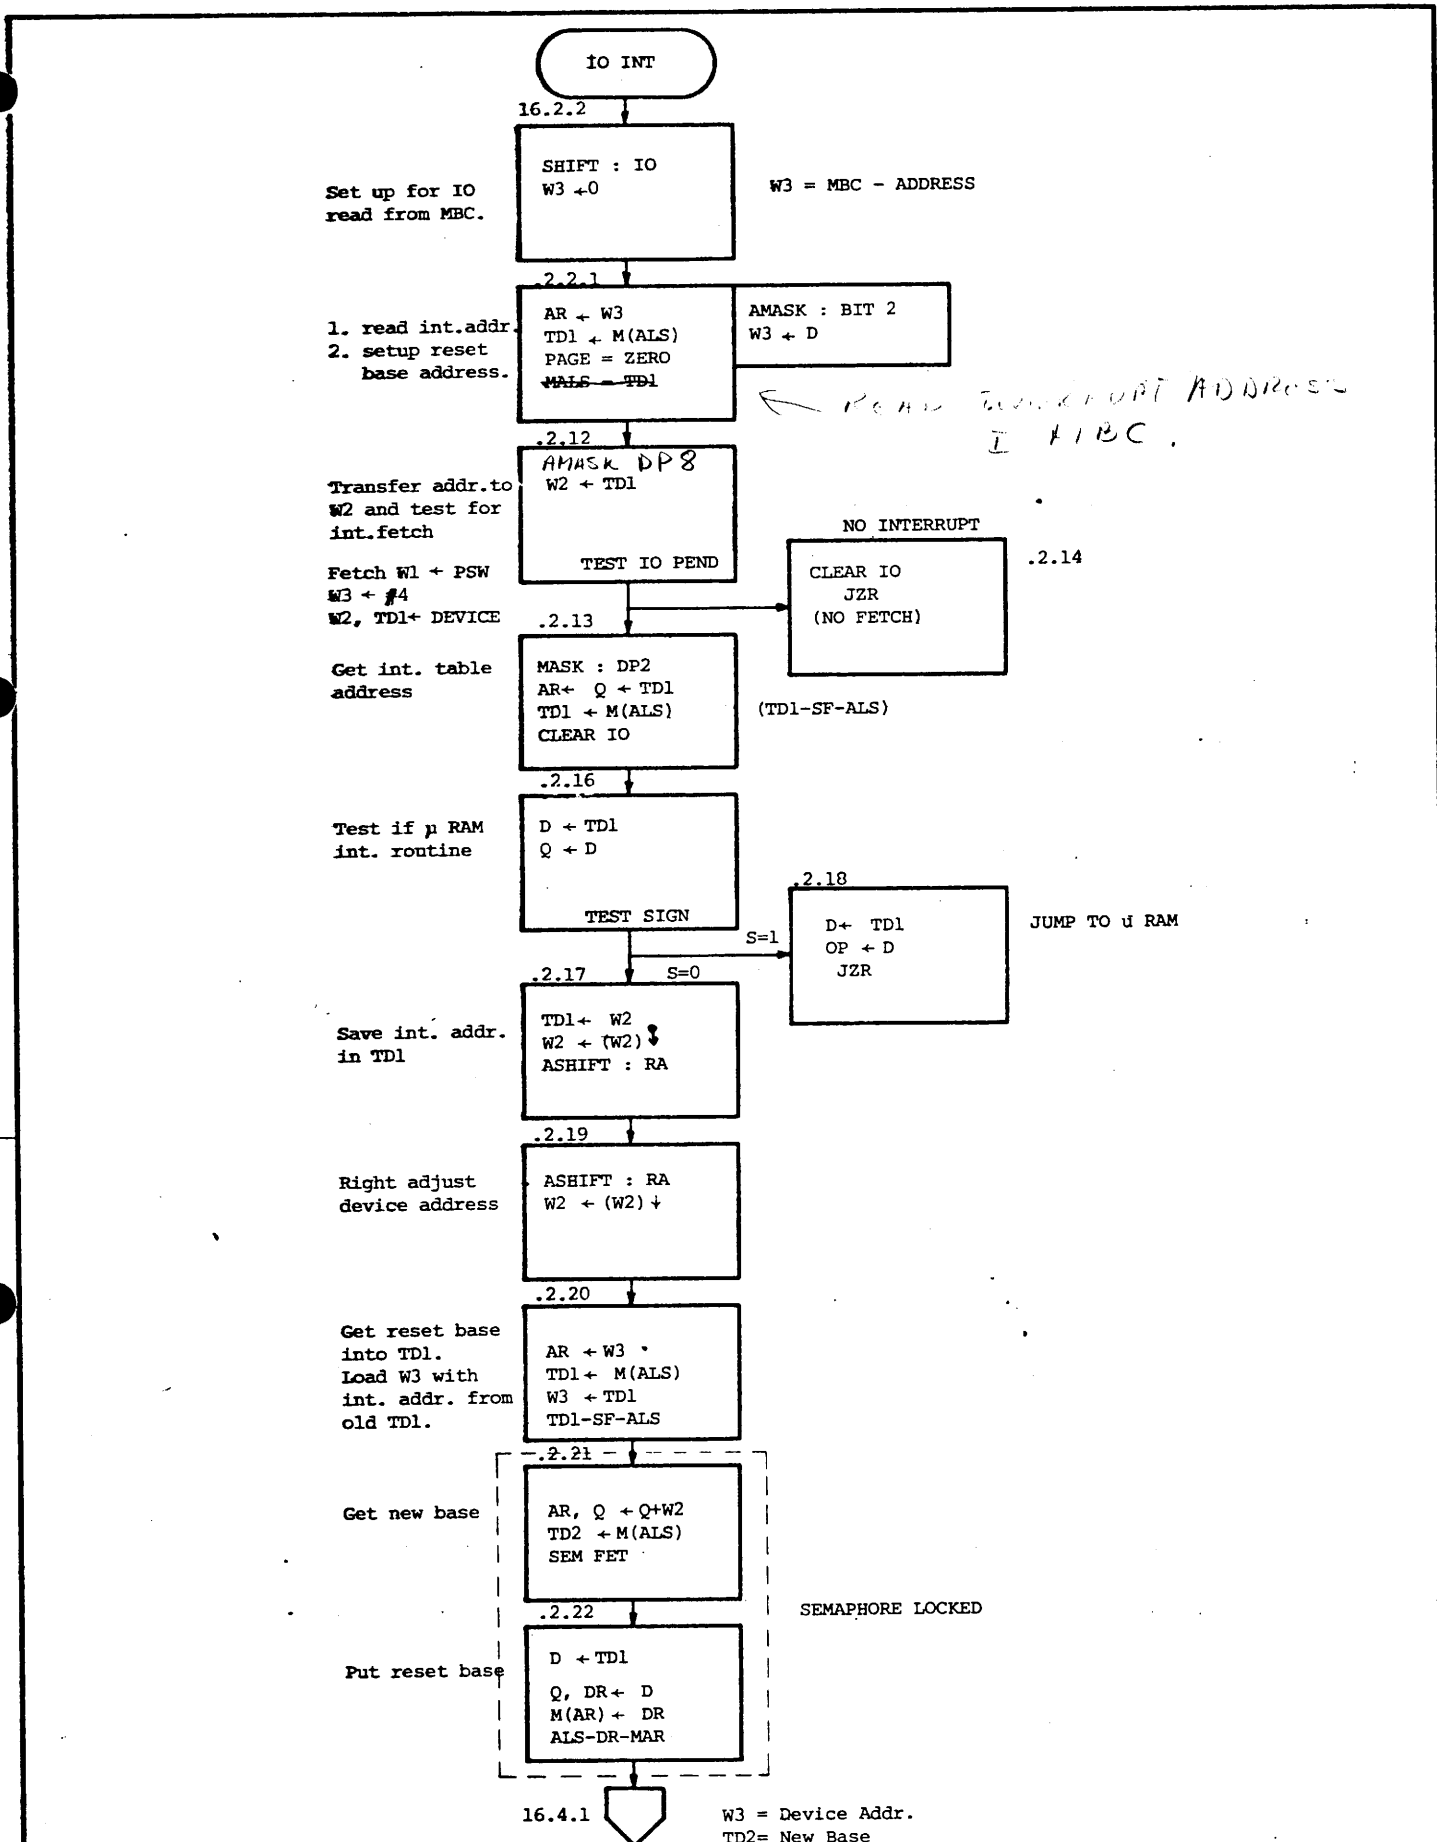 IO INT
16.2.2
Set up for IO
read from MBC.
SHIFT : IO
W3 ←0
W3 = MBC - ADDRESS
.2.2.1
1. read int.addr.
2. setup reset
base address.
AR ← W3
TD1 ← M(ALS)
PAGE = ZERO
MALS - TD1
AMASK : BIT 2
W3 ← D
← READ INTERRUPT ADDRESS
I MBC.
.2.12
Transfer addr.to
W2 and test for
int.fetch
AMASK DP8
W2 ← TD1
TEST IO PEND
NO INTERRUPT
.2.14
CLEAR IO
JZR
(NO FETCH)
Fetch W1 ← PSW
W3 ← #4
W2, TD1← DEVICE
.2.13
Get int. table
address
MASK : DP2
AR← Q ← TD1
TD1 ← M(ALS)
CLEAR IO
(TD1-SF-ALS)
.2.16
Test if µ RAM
int. routine
D ← TD1
Q ← D
TEST SIGN
.2.18
S=1
D← TD1
OP ← D
JZR
JUMP TO u RAM
.2.17
S=0
Save int. addr.
in TD1
TD1← W2
W2 ← (W2)↓
ASHIFT : RA
.2.19
Right adjust
device address
ASHIFT : RA
W2 ← (W2)↓
.2.20
Get reset base
into TD1.
Load W3 with
int. addr. from
old TD1.
AR ← W3
TD1← M(ALS)
W3 ← TD1
TD1-SF-ALS
.2.21
Get new base
AR, Q ← Q+W2
TD2 ← M(ALS)
SEM FET
SEMAPHORE LOCKED
.2.22
Put reset base
D ← TD1
Q, DR← D
M(AR) ← DR
ALS-DR-MAR
16.4.1
W3 = Device Addr.
TD2= New Base